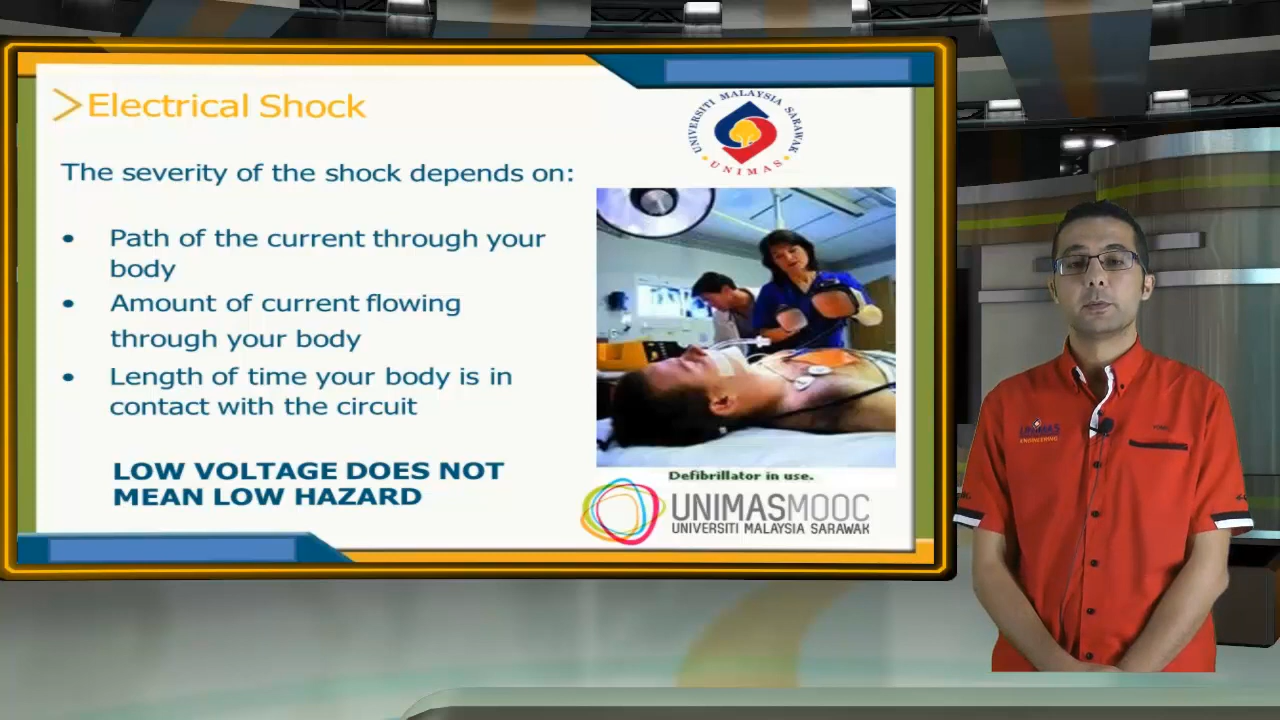 Electrical Shock
UNIVERSITI MALAYSIA SARAWAK
UNIMAS
The severity of the shock depends on:
• Path of the current through your
body
• Amount of current flowing
through your body
• Length of time your body is in
contact with the circuit
LOW VOLTAGE DOES NOT
MEAN LOW HAZARD
Defibrillator in use.
UNIMASMOOC
UNIVERSITI MALAYSIA SARAWAK
UNIMAS
ENGINEERING